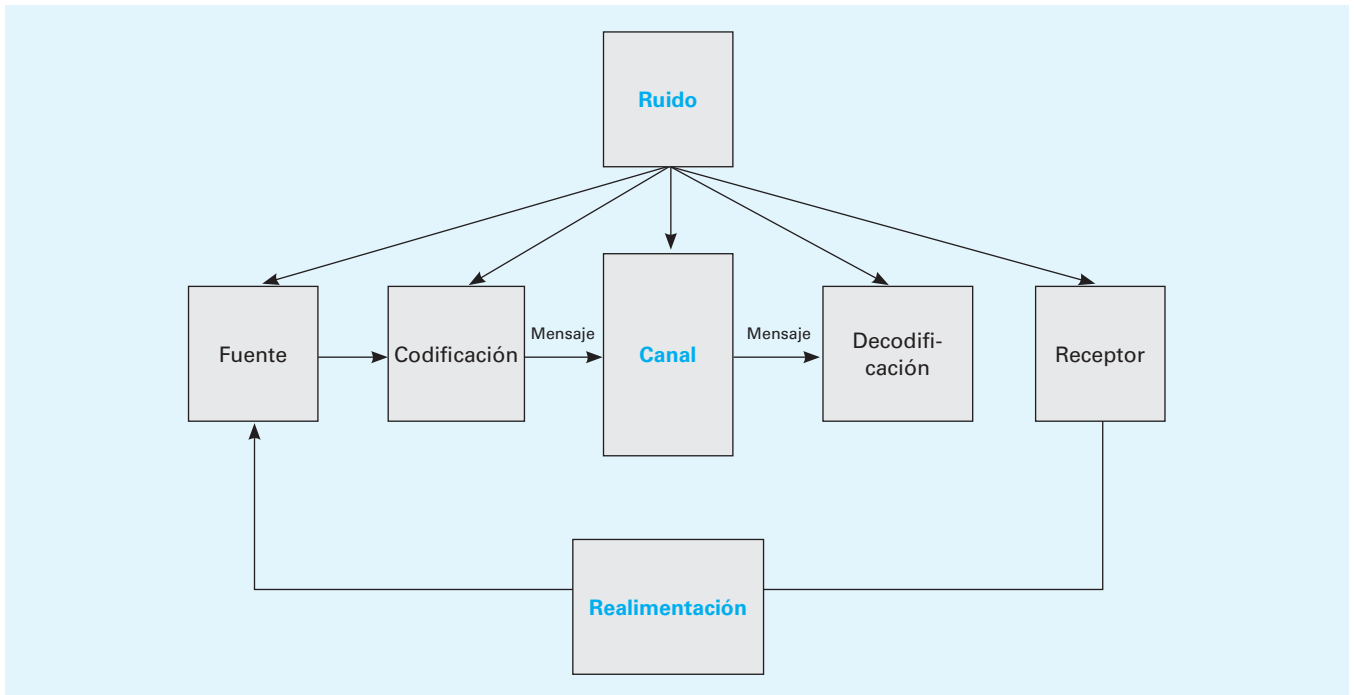 Ruido
Fuente
Codificación
Mensaje
Canal
Mensaje
Decodifi-
cación
Receptor
Realimentación